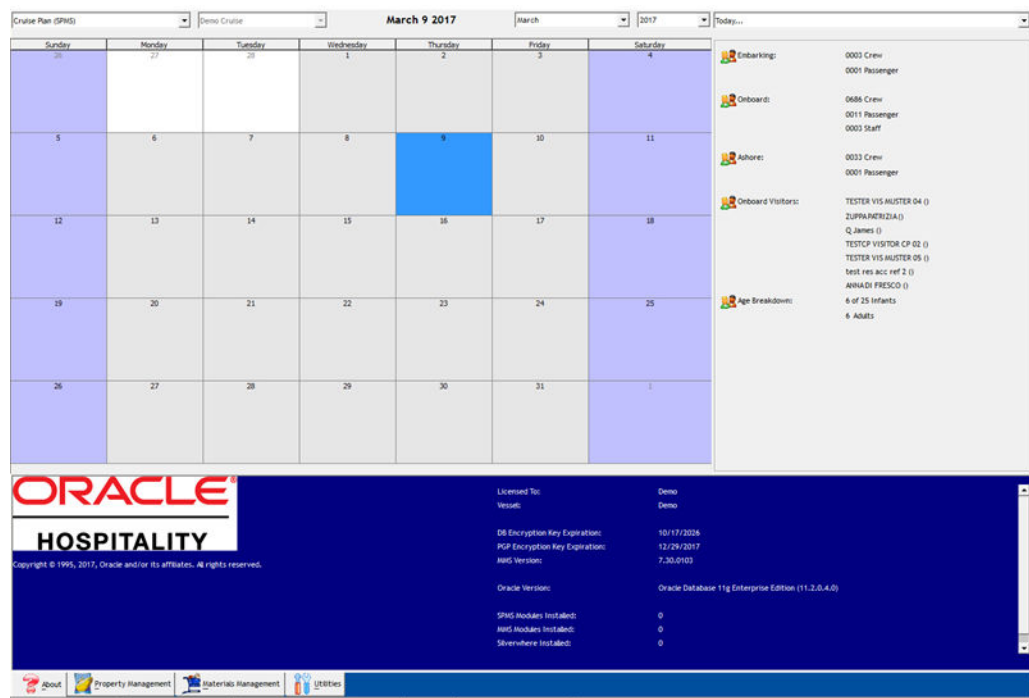 Cruise Plan (SPMS) Demo Cruise March 9 2017 March 2017 Today...
Sunday Monday Tuesday Wednesday Thursday Friday Saturday
26 27 28 1 2 3 4
5 6 7 8 9 10 11
12 13 14 15 16 17 18
19 20 21 22 23 24 25
26 27 28 29 30 31 1
Embarking: 0003 Crew
0001 Passenger
Onboard: 0686 Crew
0011 Passenger
0003 Staff
Ashore: 0033 Crew
0001 Passenger
Onboard Visitors: TESTER VIS MUSTER 04 ()
ZUPPAPATRIZIA ()
Q James ()
TESTCP VISITOR CP 02 ()
TESTER VIS MUSTER 05 ()
test res acc ref 2 ()
ANNADI FRESCO ()
Age Breakdown: 6 of 25 Infants
6 Adults
ORACLE®
HOSPITALITY
Copyright © 1995, 2017, Oracle and/or its affiliates. All rights reserved.
Licensed To: Demo
Vessel: Demo
DB Encryption Key Expiration: 10/17/2026
PGP Encryption Key Expiration: 12/29/2017
MMS Version: 7.30.0103
Oracle Version: Oracle Database 11g Enterprise Edition (11.2.0.4.0)
SPMS Modules Installed: 0
MMS Modules Installed: 0
Silverwhere Installed: 0
About Property Management Materials Management Utilities